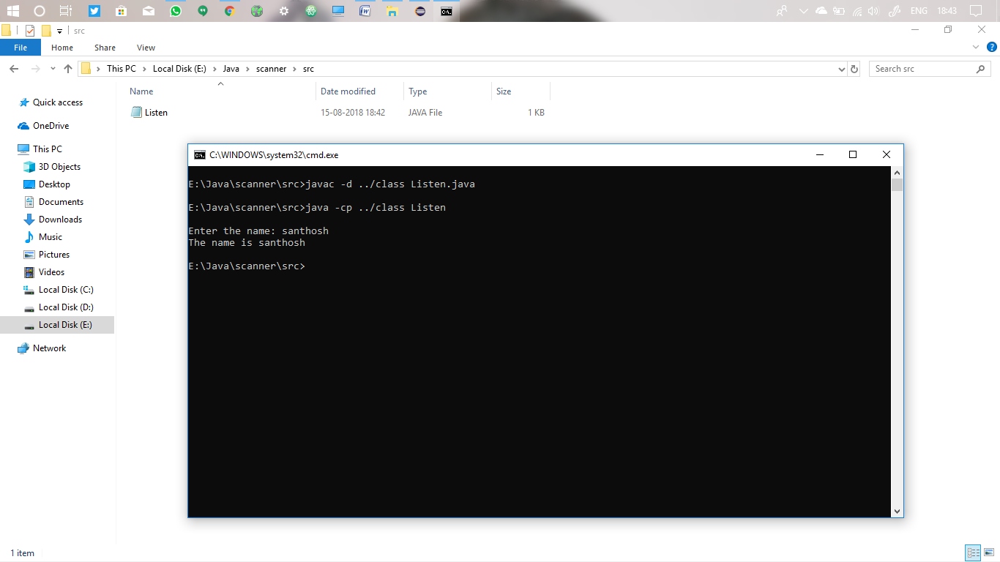 ENG 18:43
src
File Home Share View
This PC Local Disk (E:) Java scanner src Search src
Name Date modified Type Size
Listen 15-08-2018 18:42 JAVA File 1 KB
Quick access
OneDrive
This PC
3D Objects
Desktop
Documents
Downloads
Music
Pictures
Videos
Local Disk (C:)
Local Disk (D:)
Local Disk (E:)
Network
C:\WINDOWS\system32\cmd.exe
E:\Java\scanner\src>javac -d ../class Listen.java
E:\Java\scanner\src>java -cp ../class Listen
Enter the name: santhosh
The name is santhosh
E:\Java\scanner\src>
1 item